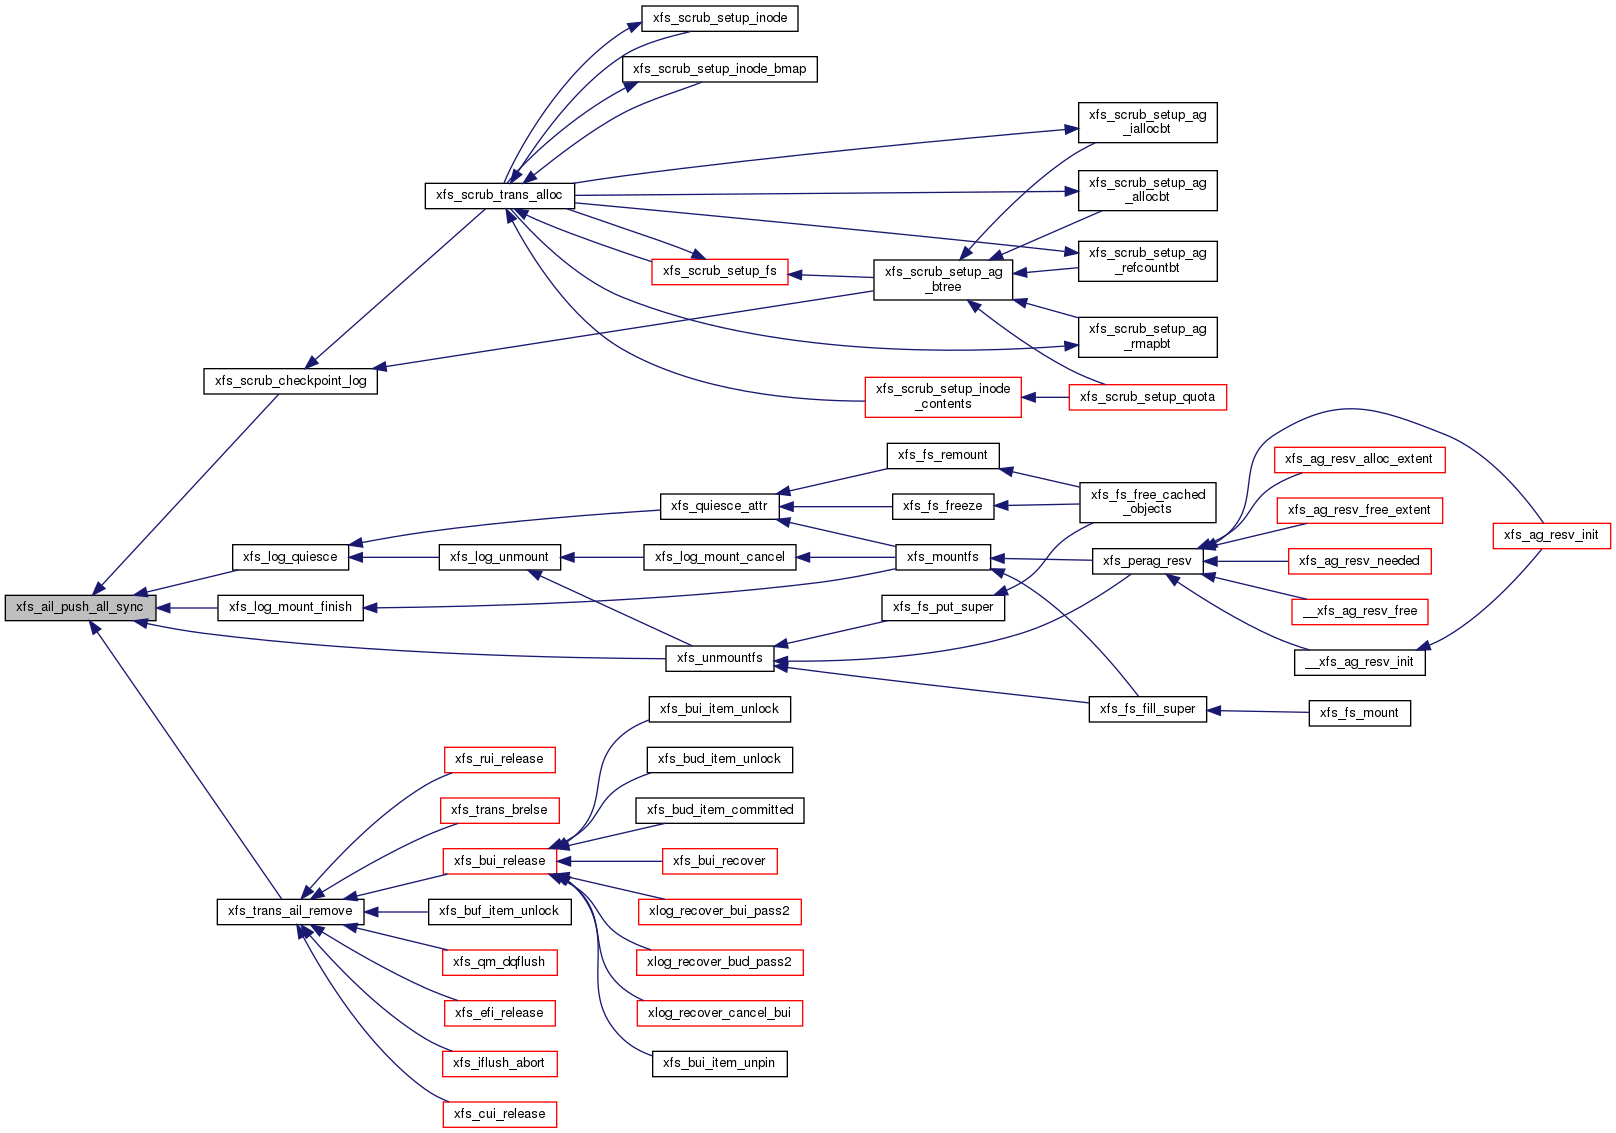 xfs_scrub_setup_inode
xfs_scrub_setup_inode_bmap
xfs_scrub_setup_ag
_iallocbt
xfs_scrub_trans_alloc
xfs_scrub_setup_ag
_allocbt
xfs_scrub_setup_fs
xfs_scrub_setup_ag
_btree
xfs_scrub_setup_ag
_refcountbt
xfs_scrub_setup_ag
_rmapbt
xfs_scrub_checkpoint_log
xfs_scrub_setup_inode
_contents
xfs_scrub_setup_quota
xfs_fs_remount
xfs_ag_resv_alloc_extent
xfs_quiesce_attr
xfs_fs_freeze
xfs_fs_free_cached
_objects
xfs_ag_resv_free_extent
xfs_ag_resv_init
xfs_log_quiesce
xfs_log_unmount
xfs_log_mount_cancel
xfs_mountfs
xfs_perag_resv
xfs_ag_resv_needed
xfs_ail_push_all_sync
xfs_log_mount_finish
xfs_fs_put_super
__xfs_ag_resv_free
xfs_unmountfs
__xfs_ag_resv_init
xfs_bui_item_unlock
xfs_fs_fill_super
xfs_fs_mount
xfs_rui_release
xfs_bud_item_unlock
xfs_trans_brelse
xfs_bud_item_committed
xfs_bui_release
xfs_bui_recover
xfs_trans_ail_remove
xfs_buf_item_unlock
xlog_recover_bui_pass2
xfs_qm_dqflush
xlog_recover_bud_pass2
xfs_efi_release
xlog_recover_cancel_bui
xfs_iflush_abort
xfs_bui_item_unpin
xfs_cui_release